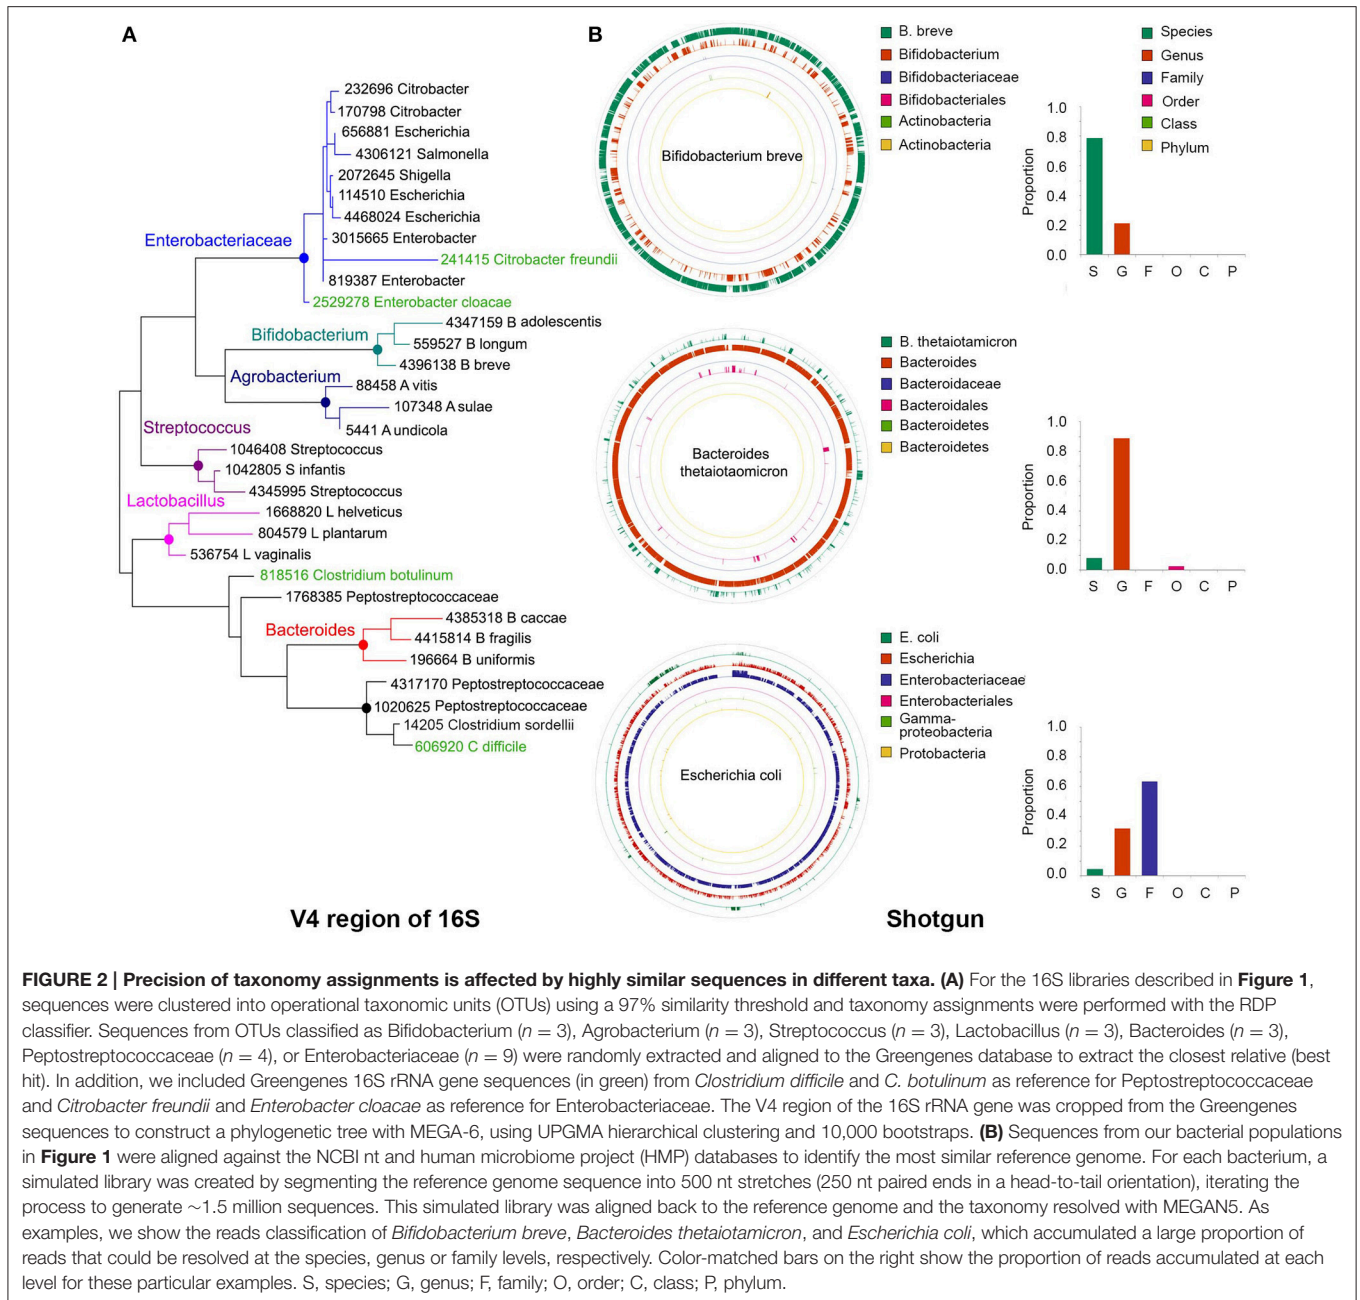 A
232696 Citrobacter
170798 Citrobacter
656881 Escherichia
4306121 Salmonella
2072645 Shigella
114510 Escherichia
4468024 Escherichia
Enterobacteriaceae
3015665 Enterobacter
241415 Citrobacter freundii
819387 Enterobacter
2529278 Enterobacter cloacae
4347159 B adolescentis
Bifidobacterium
559527 B longum
4396138 B breve
Agrobacterium
88458 A vitis
107348 A sulae
5441 A undicola
Streptococcus
1046408 Streptococcus
1042805 S infantis
4345995 Streptococcus
Lactobacillus
1668820 L helveticus
804579 L plantarum
536754 L vaginalis
818516 Clostridium botulinum
1768385 Peptostreptococcaceae
4385318 B caccae
Bacteroides
4415814 B fragilis
196664 B uniformis
4317170 Peptostreptococcaceae
1020625 Peptostreptococcaceae
14205 Clostridium sordellii
606920 C difficile
V4 region of 16S
B
Bifidobacterium breve
B. breve
Bifidobacterium
Bifidobacteriaceae
Bifidobacteriales
Actinobacteria
Actinobacteria
Species
Genus
Family
Order
Class
Phylum
Proportion
1.0
0.8
0.6
0.4
0.2
0.0
S G F O C P
Bacteroides
thetaiotaomicron
B. thetaiotamicron
Bacteroides
Bacteroidaceae
Bacteroidales
Bacteroidetes
Bacteroidetes
Proportion
1.0
0.8
0.6
0.4
0.2
0.0
S G F O C P
Escherichia coli
E. coli
Escherichia
Enterobacteriaceae
Enterobacteriales
Gamma-
proteobacteria
Protobacteria
Proportion
1.0
0.8
0.6
0.4
0.2
0.0
S G F O C P
Shotgun
FIGURE 2 | Precision of taxonomy assignments is affected by highly similar sequences in different taxa. (A) For the 16S libraries described in Figure 1,
sequences were clustered into operational taxonomic units (OTUs) using a 97% similarity threshold and taxonomy assignments were performed with the RDP
classifier. Sequences from OTUs classified as Bifidobacterium (n = 3), Agrobacterium (n = 3), Streptococcus (n = 3), Lactobacillus (n = 3), Bacteroides (n = 3),
Peptostreptococcaceae (n = 4), or Enterobacteriaceae (n = 9) were randomly extracted and aligned to the Greengenes database to extract the closest relative (best
hit). In addition, we included Greengenes 16S rRNA gene sequences (in green) from Clostridium difficile and C. botulinum as reference for Peptostreptococcaceae
and Citrobacter freundii and Enterobacter cloacae as reference for Enterobacteriaceae. The V4 region of the 16S rRNA gene was cropped from the Greengenes
sequences to construct a phylogenetic tree with MEGA-6, using UPGMA hierarchical clustering and 10,000 bootstraps. (B) Sequences from our bacterial populations
in Figure 1 were aligned against the NCBI nt and human microbiome project (HMP) databases to identify the most similar reference genome. For each bacterium, a
simulated library was created by segmenting the reference genome sequence into 500 nt stretches (250 nt paired ends in a head-to-tail orientation), iterating the
process to generate ∼1.5 million sequences. This simulated library was aligned back to the reference genome and the taxonomy resolved with MEGAN5. As
examples, we show the reads classification of Bifidobacterium breve, Bacteroides thetaiotamicron, and Escherichia coli, which accumulated a large proportion of
reads that could be resolved at the species, genus or family levels, respectively. Color-matched bars on the right show the proportion of reads accumulated at each
level for these particular examples. S, species; G, genus; F, family; O, order; C, class; P, phylum.